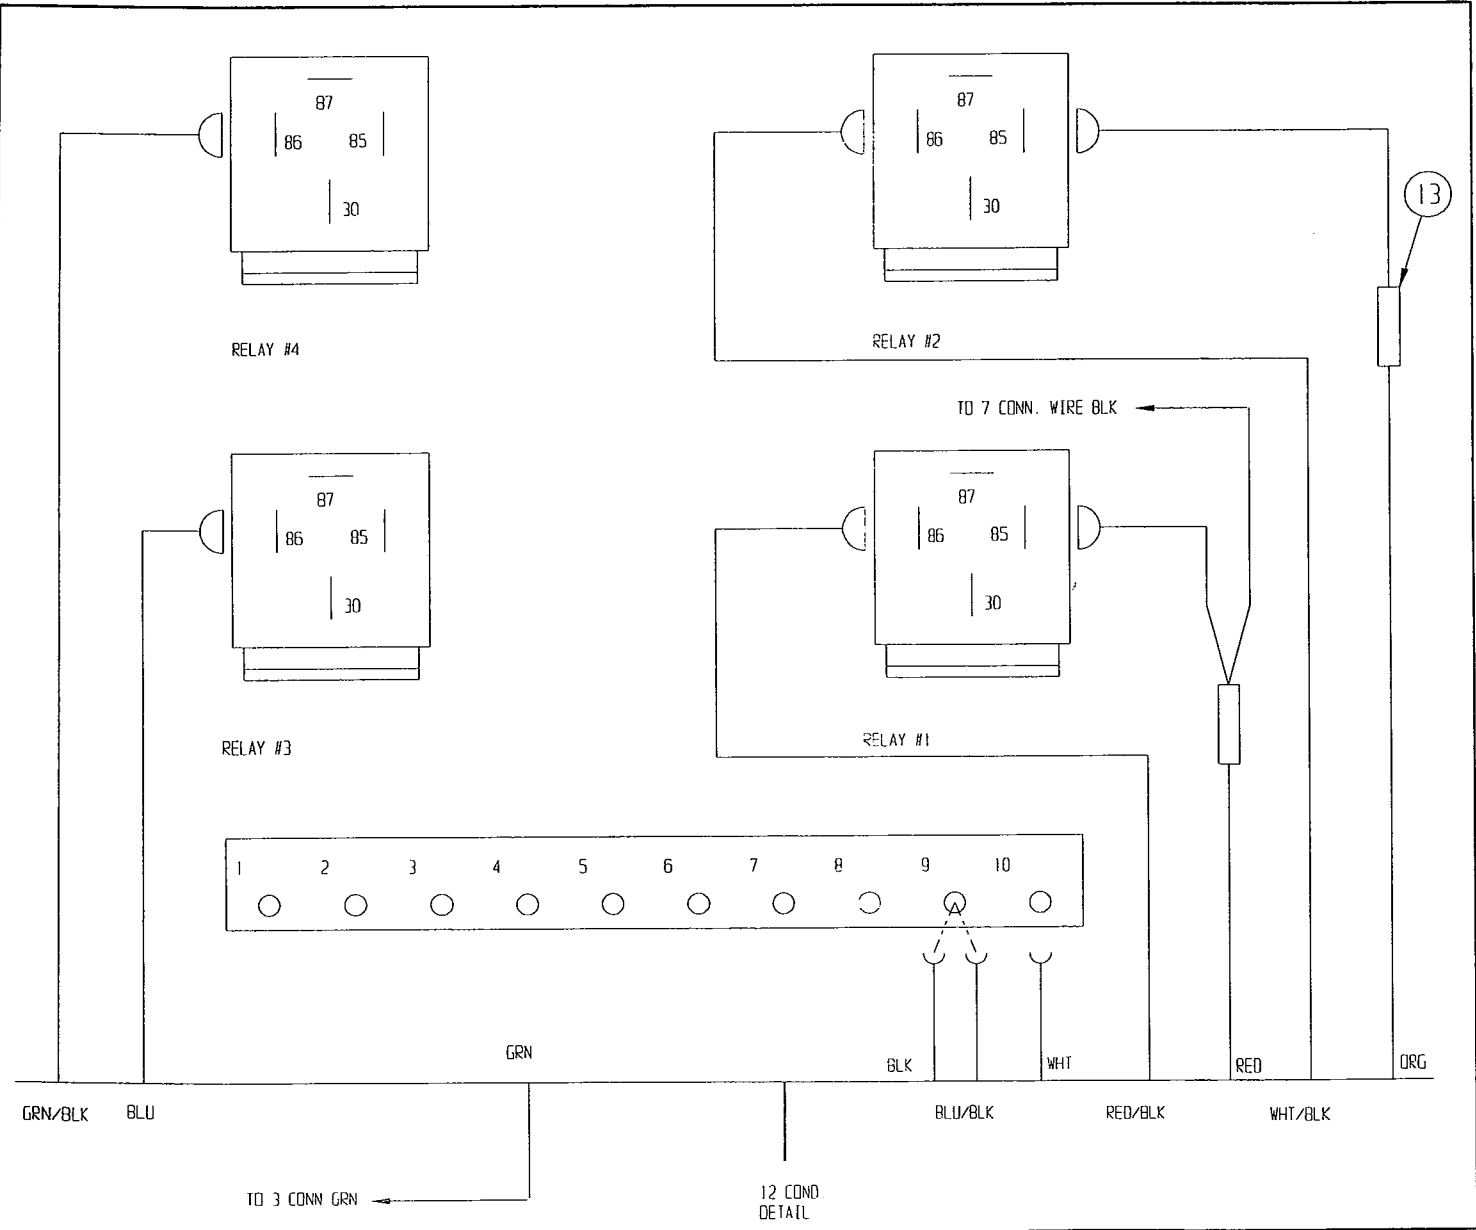 87
86 85
30
RELAY #4
87
86 85
30
RELAY #2
13
TO 7 CONN. WIRE BLK
87
86 85
30
RELAY #3
87
86 85
30
RELAY #1
1 2 3 4 5 6 7 8 9 10
GRN
BLK
WHT
RED
ORG
GRN/BLK
BLU
BLU/BLK
RED/BLK
WHT/BLK
TO 3 CONN GRN
12 COND.
DETAIL